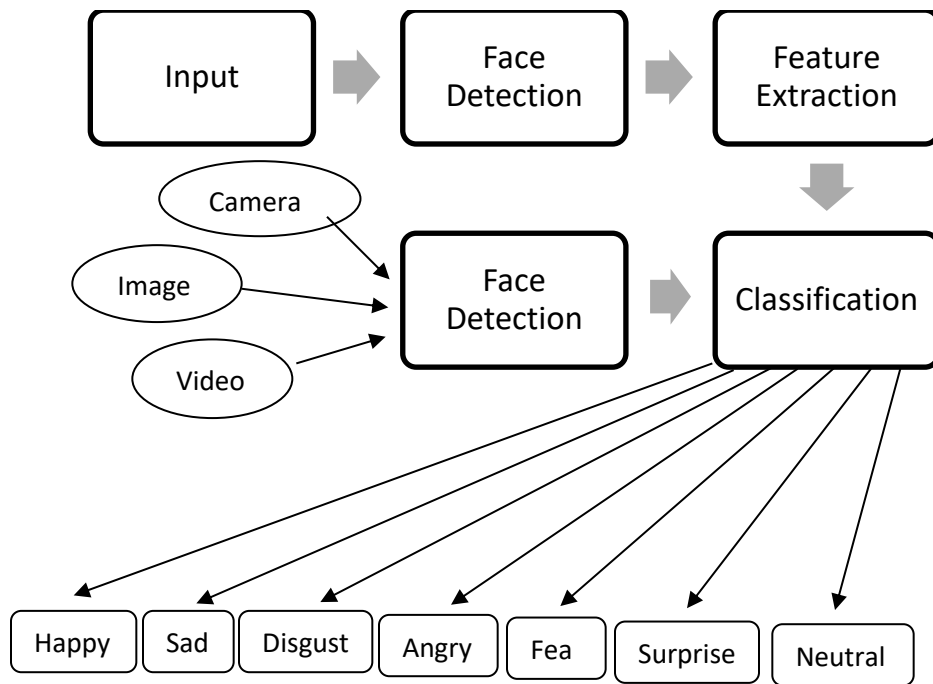 Input
Face
Detection
Feature
Extraction
Camera
Image
Video
Face
Detection
Classification
Happy
Sad
Disgust
Angry
Fea
Surprise
Neutral